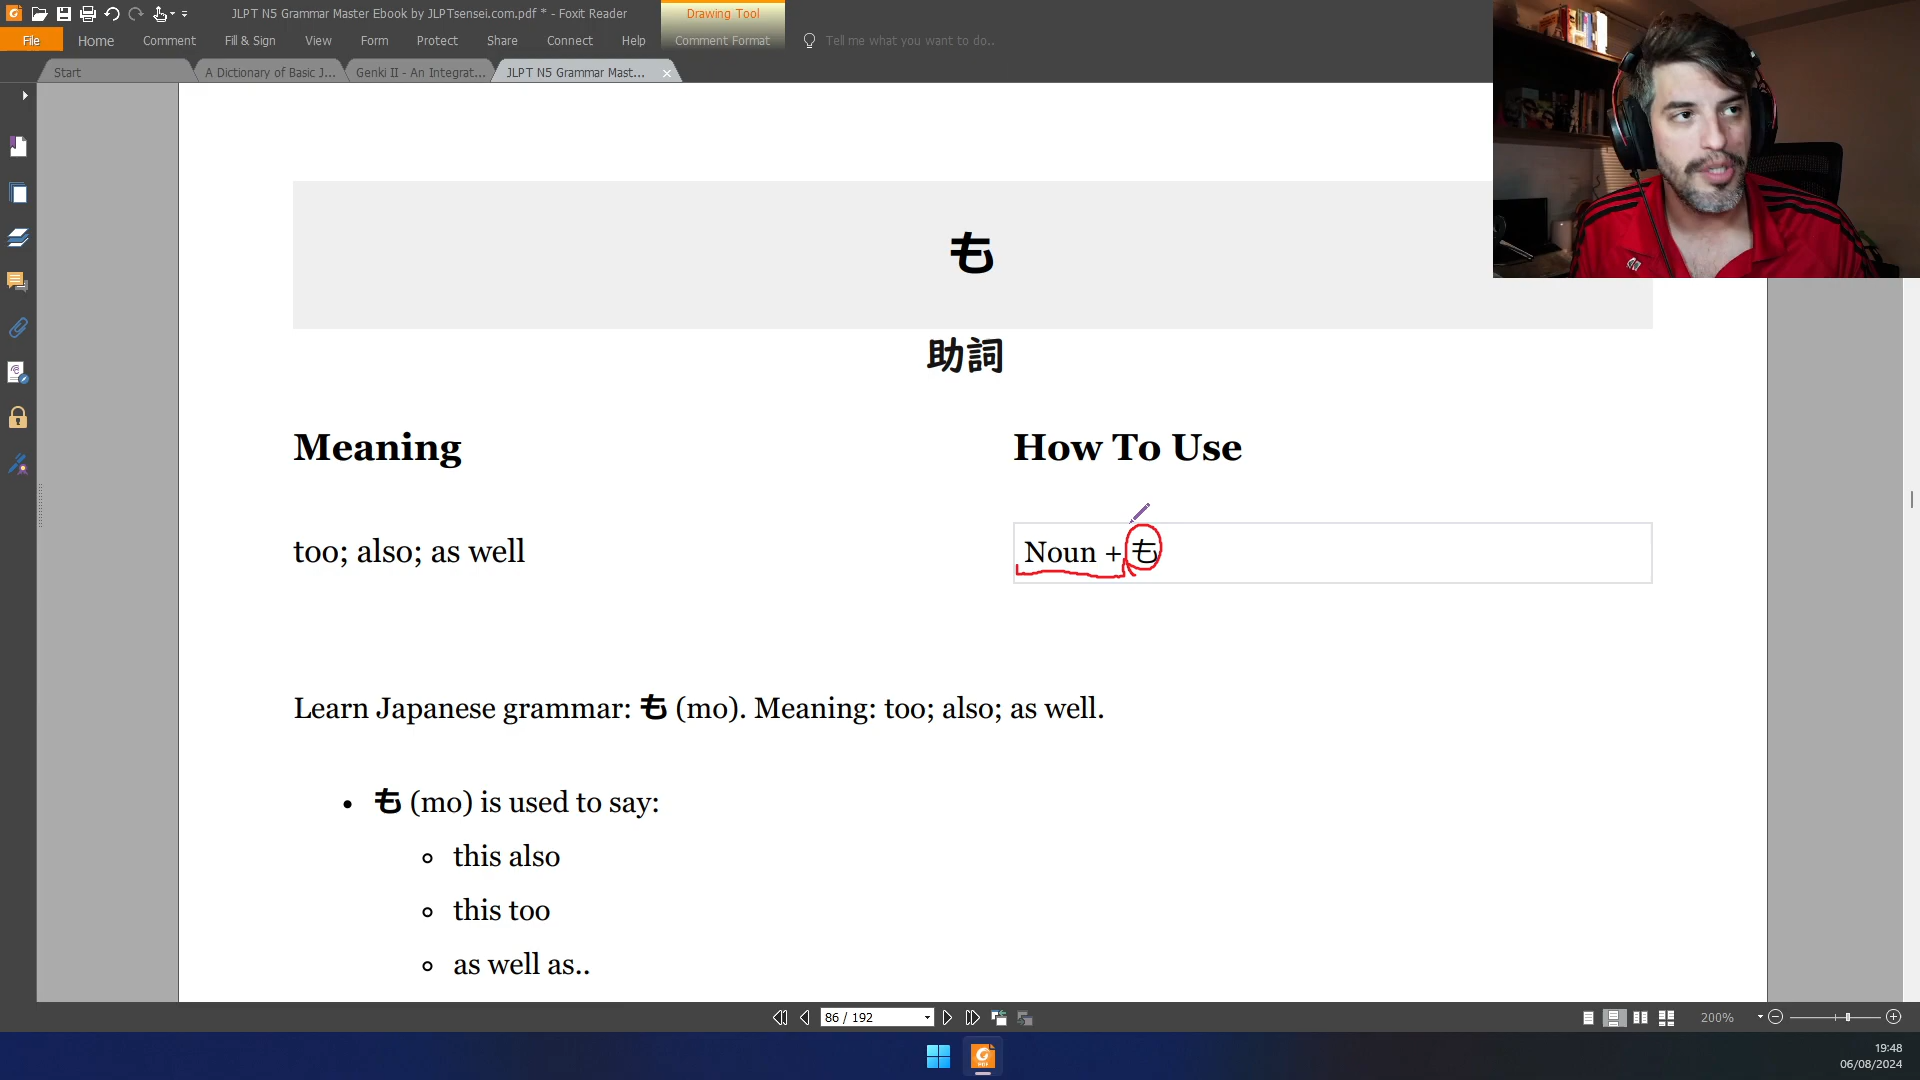 JLPT N5 Grammar Master Ebook by JLPTsensei.com.pdf * - Foxit Reader
Drawing Tool
File Home Comment Fill & Sign View Form Protect Share Connect Help Comment Format Tell me what you want to do..
Start A Dictionary of Basic J... Genki II - An Integrat... JLPT N5 Grammar Mast...
も
助詞
Meaning
How To Use
too; also; as well
Noun + も
Learn Japanese grammar: も (mo). Meaning: too; also; as well.
• も (mo) is used to say:
this also
this too
as well as..
86 / 192
200%
19:48
06/08/2024